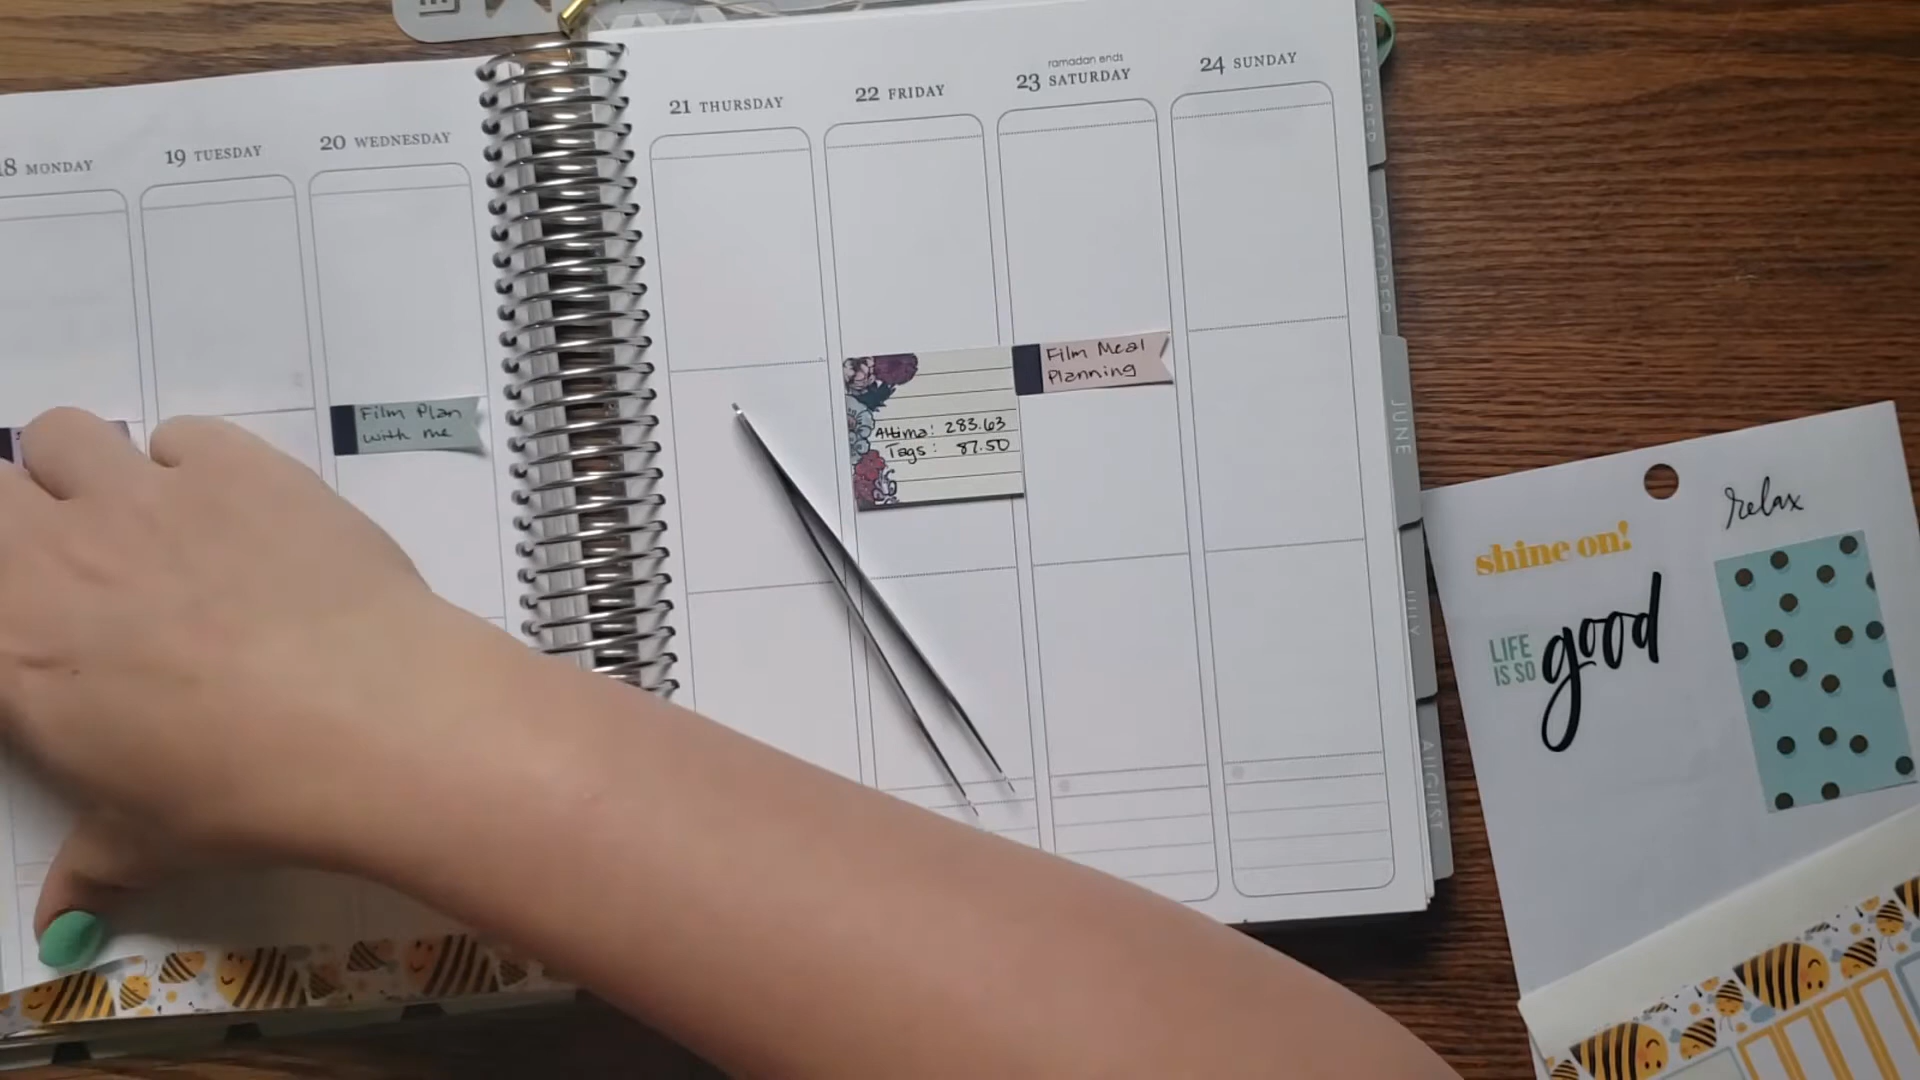 18 MONDAY
19 TUESDAY
20 WEDNESDAY
21 THURSDAY
22 FRIDAY
ramadan ends
23 SATURDAY
24 SUNDAY
Film Plan
with me
Altima: 283.63
Tags: 87.50
Film Meal
Planning
SEPTEMBER
OCTOBER
JUNE
JULY
AUGUST
shine on!
relax
LIFE
IS SO
good